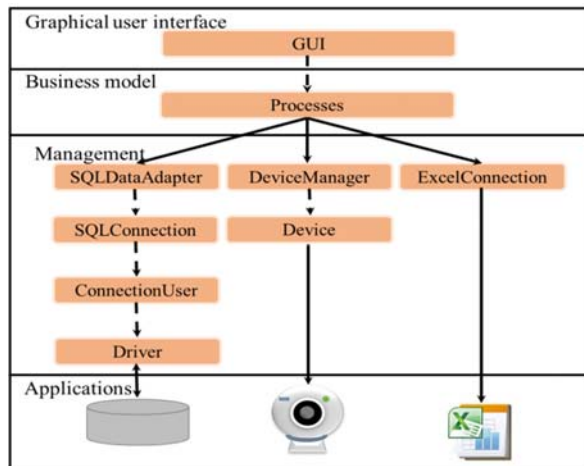 Graphical user interface
GUI
Business model
Processes
Management
SQLDataAdapter
DeviceManager
ExcelConnection
SQLConnection
Device
ConnectionUser
Driver
Applications